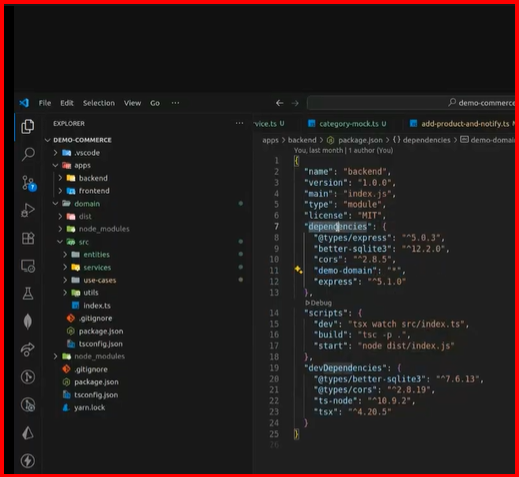 File Edit Selection View Go ··· demo-commerce
EXPLORER ···
DEMO-COMMERCE
.vscode
apps
backend
frontend
domain
dist
node_modules
src
entities
services
use-cases
utils
index.ts
.gitignore
package.json
tsconfig.json
node_modules
.gitignore
package.json
tsconfig.json
yarn.lock
vice.ts U category-mock.ts U add-product-and-notify.ts
apps > backend > package.json > {} dependencies > demo-domain
You, last month | 1 author (You)
1 {
2 "name": "backend",
3 "version": "1.0.0",
4 "main": "index.js",
5 "type": "module",
6 "license": "MIT",
7 "dependencies": {
8 "@types/express": "^5.0.3",
9 "better-sqlite3": "^12.2.0",
10 "cors": "^2.8.5",
11 "demo-domain": "*",
12 "express": "^5.1.0"
13 },
Debug
14 "scripts": {
15 "dev": "tsx watch src/index.ts",
16 "build": "tsc -p .",
17 "start": "node dist/index.js"
18 },
19 "devDependencies": {
20 "@types/better-sqlite3": "^7.6.13",
21 "@types/cors": "^2.8.19",
22 "ts-node": "^10.9.2",
23 "tsx": "^4.20.5"
24 }
25 }
26